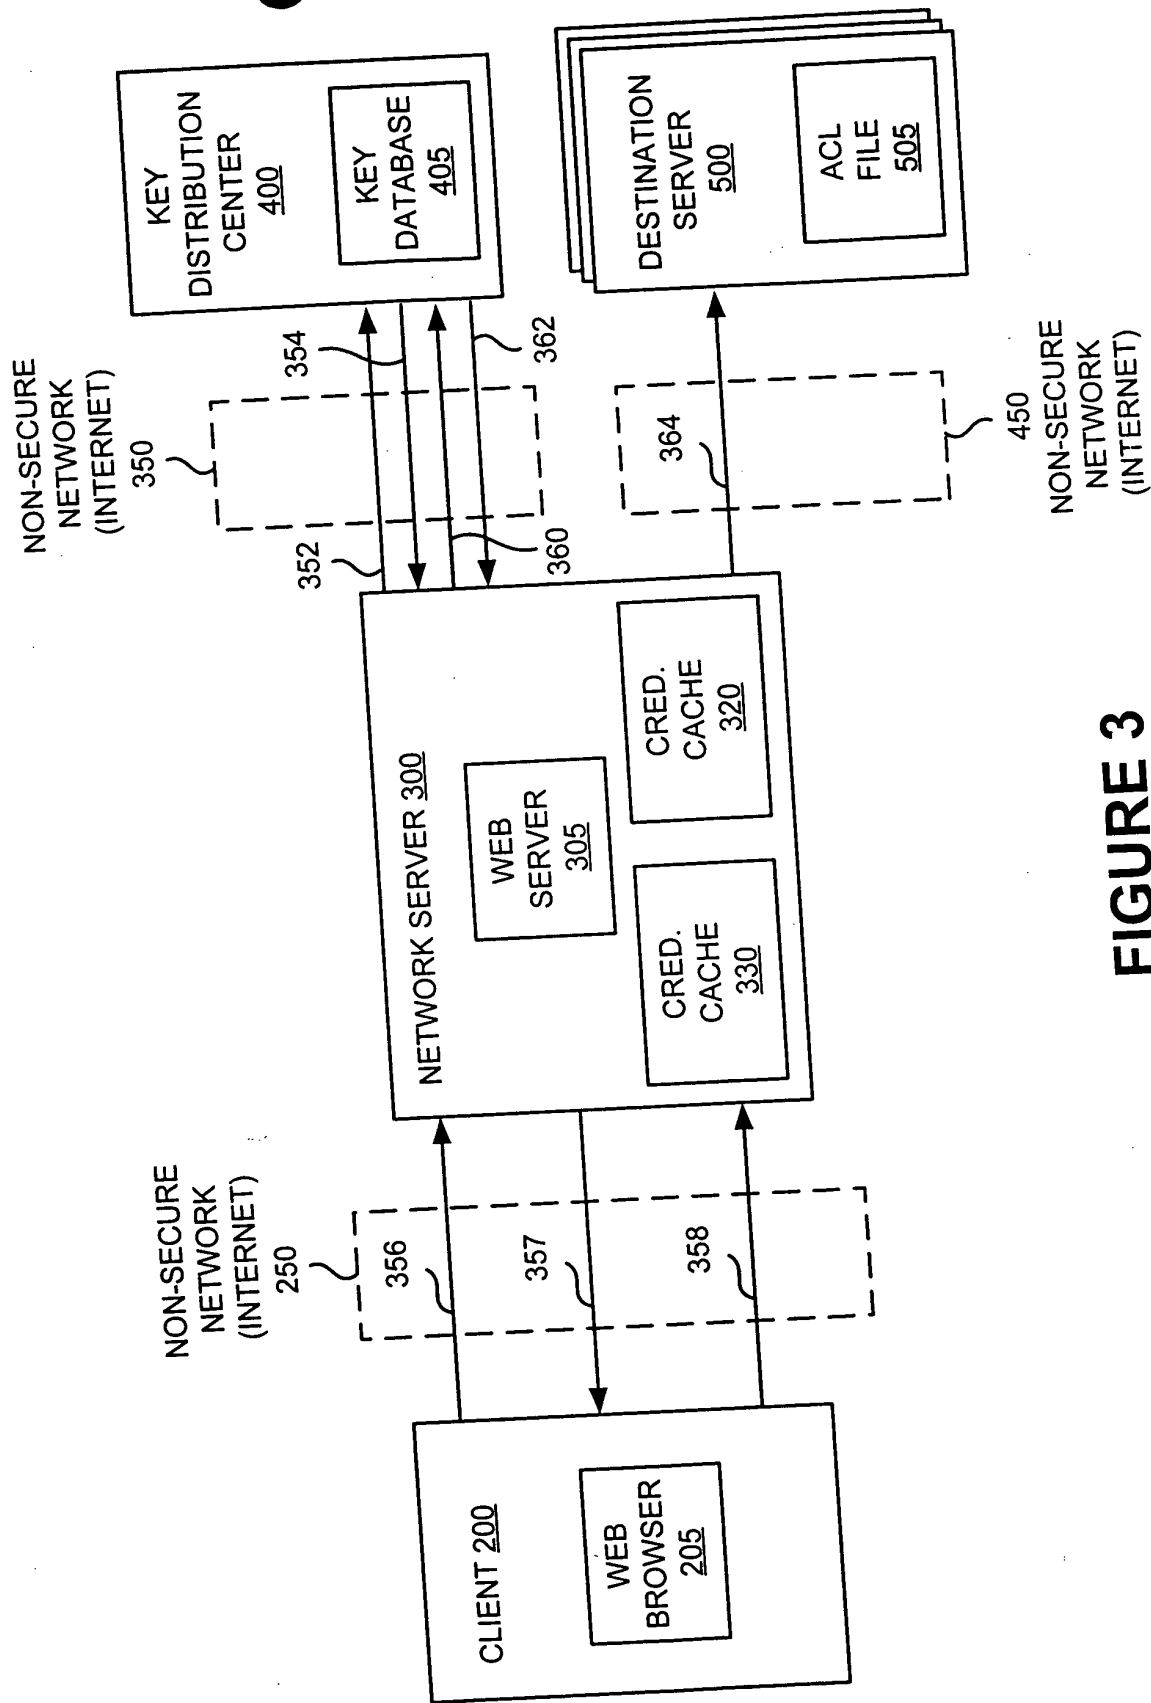 CLIENT 200
WEB
BROWSER
205
NON-SECURE
NETWORK
(INTERNET)
250
356
357
358
NETWORK SERVER 300
WEB
SERVER
305
CRED.
CACHE
330
CRED.
CACHE
320
NON-SECURE
NETWORK
(INTERNET)
350
352
354
360
362
KEY
DISTRIBUTION
CENTER
400
KEY
DATABASE
405
364
450
NON-SECURE
NETWORK
(INTERNET)
DESTINATION
SERVER
500
ACL
FILE
505
FIGURE 3